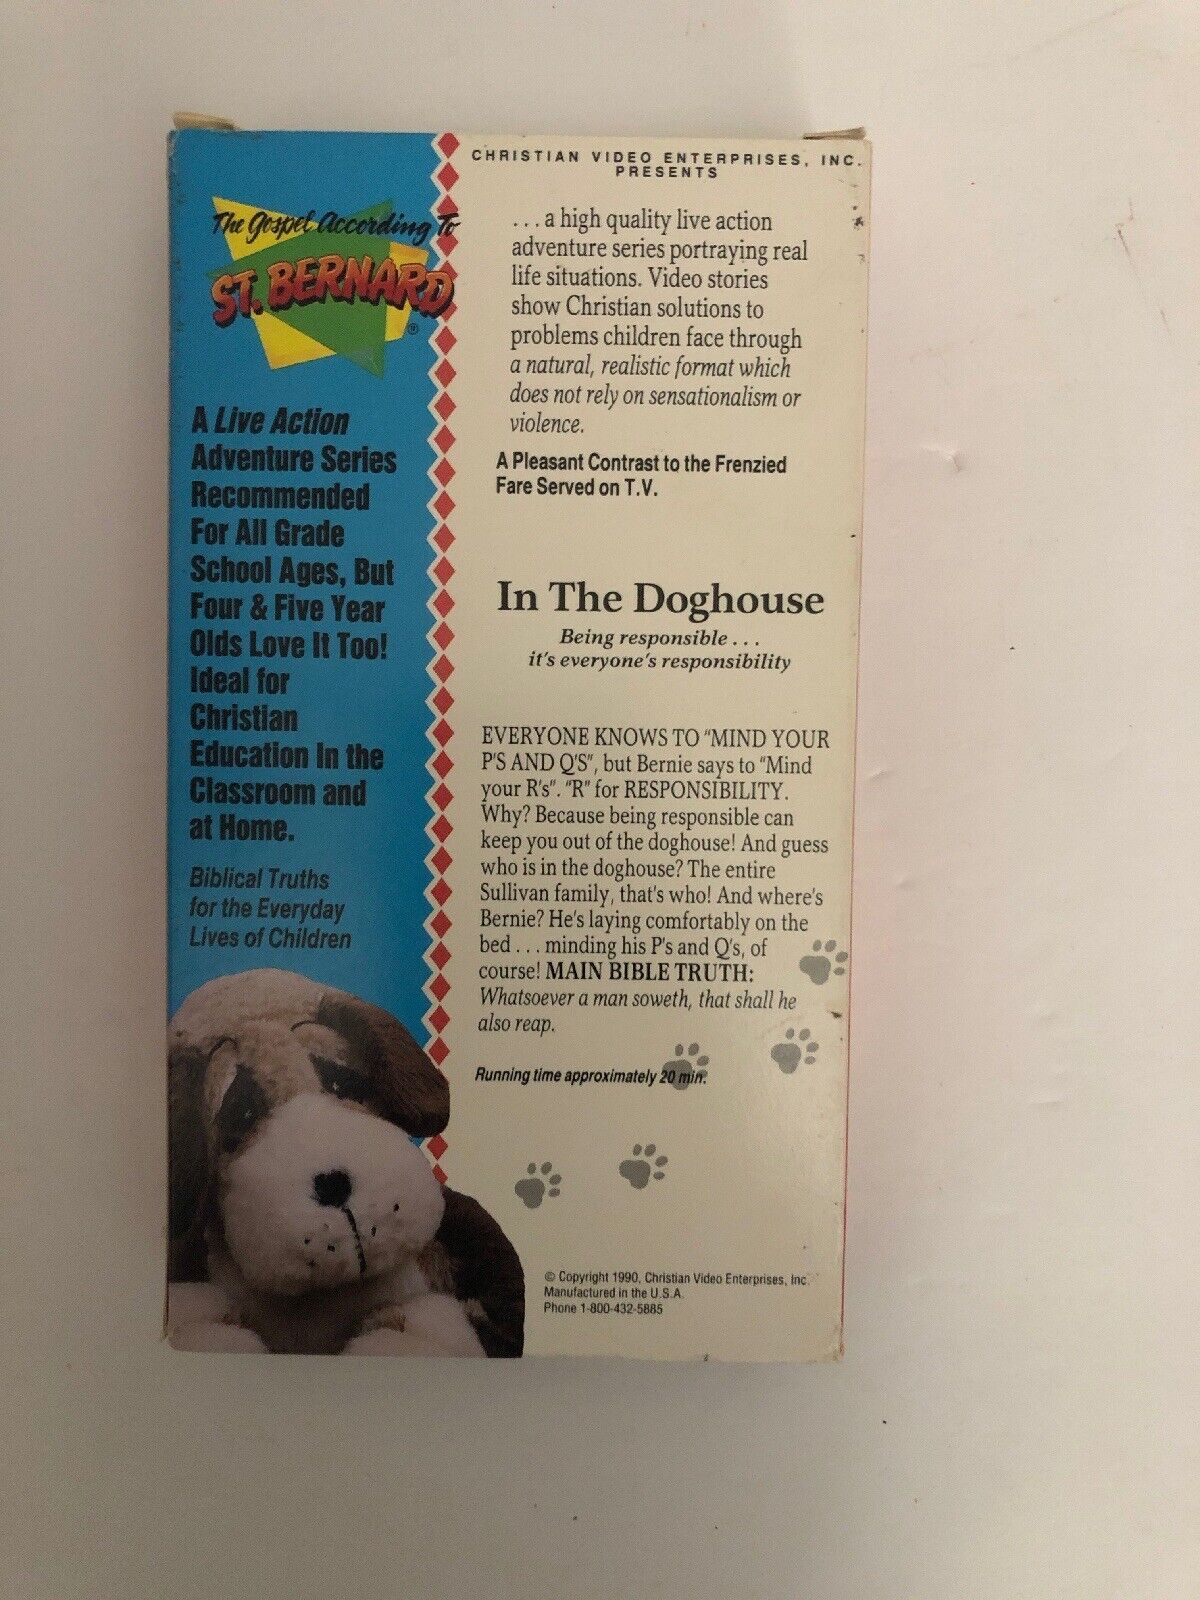 The Gospel According To
ST. BERNARD
®
A Live Action
Adventure Series
Recommended
For All Grade
School Ages, But
Four & Five Year
Olds Love It Too!
Ideal for
Christian
Education In the
Classroom and
at Home.
Biblical Truths
for the Everyday
Lives of Children
CHRISTIAN VIDEO ENTERPRISES, INC.
PRESENTS
...a high quality live action
adventure series portraying real
life situations. Video stories
show Christian solutions to
problems children face through
a natural, realistic format which
does not rely on sensationalism or
violence.
A Pleasant Contrast to the Frenzied
Fare Served on T.V.
In The Doghouse
Being responsible...
it's everyone's responsibility
EVERYONE KNOWS TO "MIND YOUR
P'S AND Q'S", but Bernie says to "Mind
your R's". "R" for RESPONSIBILITY.
Why? Because being responsible can
keep you out of the doghouse! And guess
who is in the doghouse? The entire
Sullivan family, that's who! And where's
Bernie? He's laying comfortably on the
bed...minding his P's and Q's, of
course! MAIN BIBLE TRUTH:
Whatsoever a man soweth, that shall he
also reap.
Running time approximately 20 min.
© Copyright 1990, Christian Video Enterprises, Inc.
Manufactured in the U.S.A.
Phone 1-800-432-5885